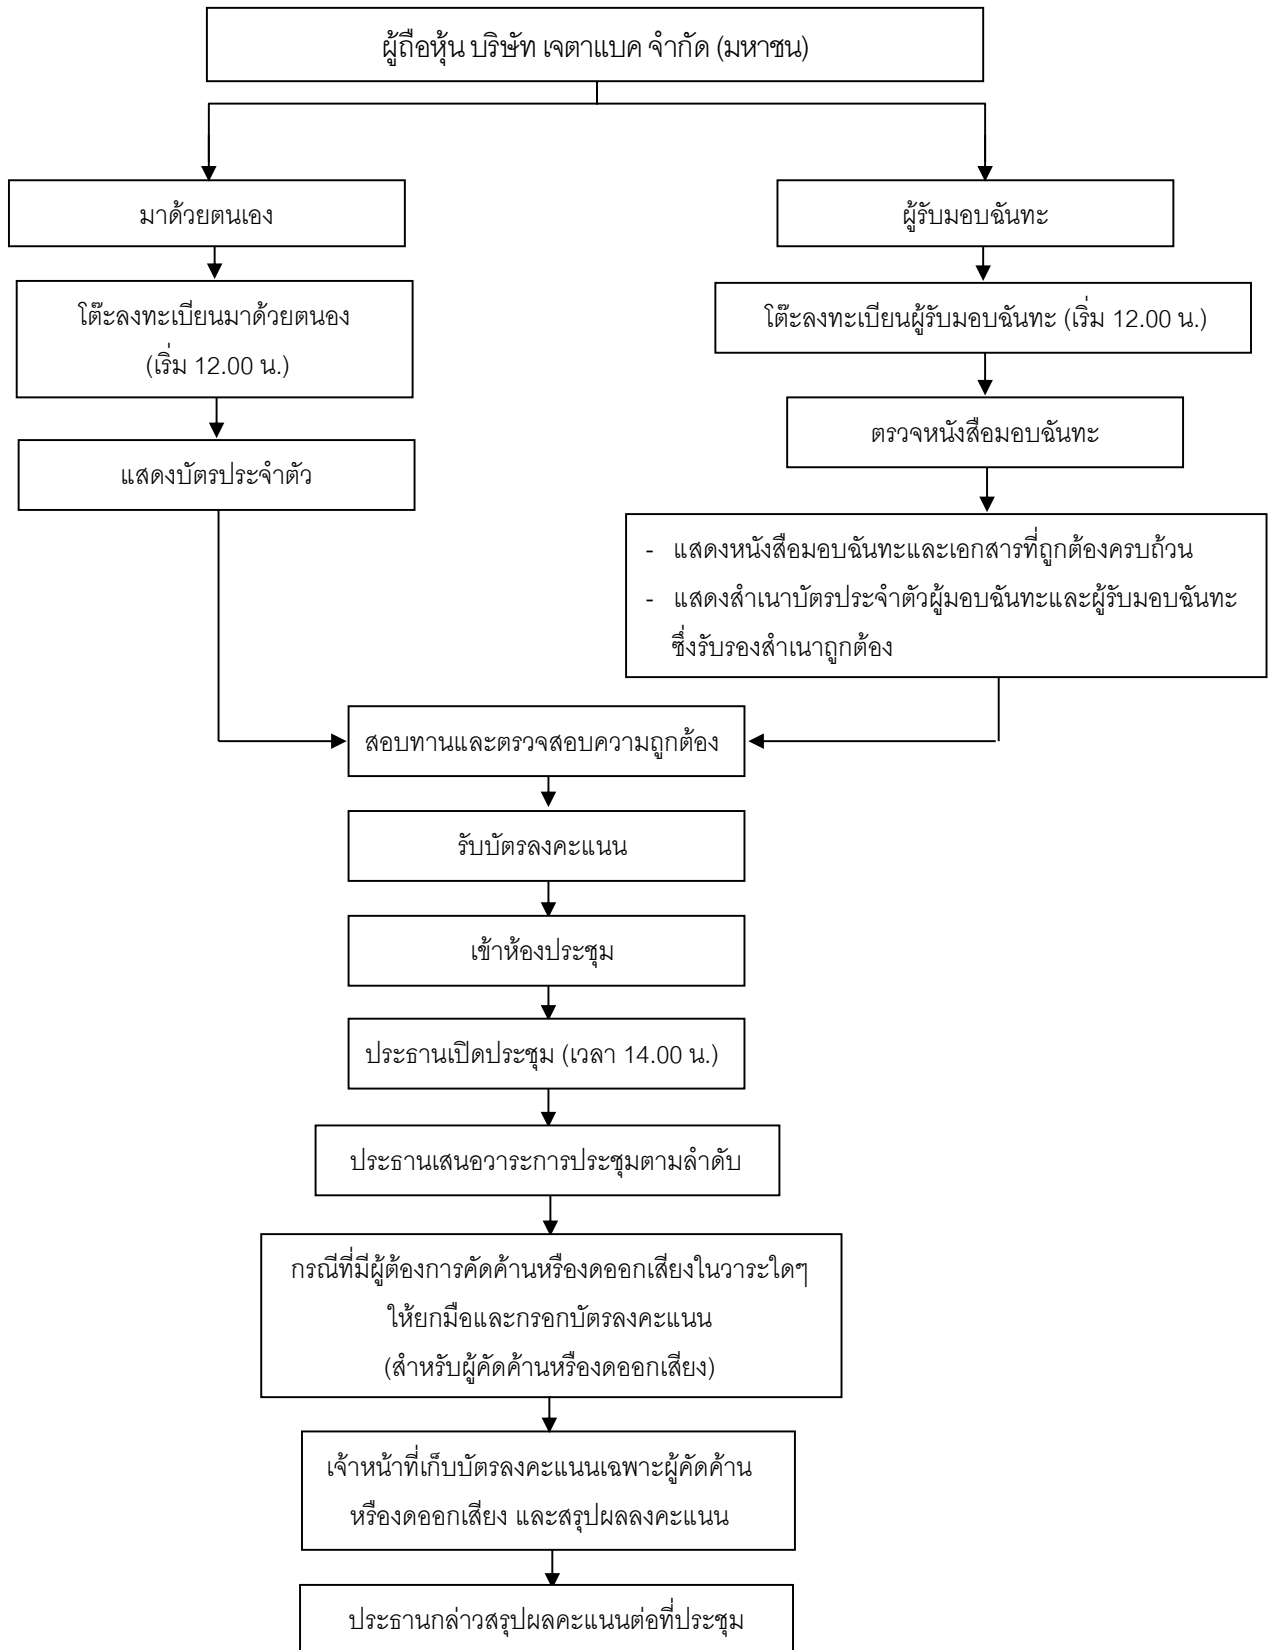 ผู้ถือหุ้น บริษัท เจตาแบค จำกัด (มหาชน)
มาด้วยตนเอง
โต๊ะลงทะเบียนมาด้วยตนอง
(เริ่ม 12.00 น.)
แสดงบัตรประจำตัว
ผู้รับมอบฉันทะ
โต๊ะลงทะเบียนผู้รับมอบฉันทะ (เริ่ม 12.00 น.)
ตรวจหนังสือมอบฉันทะ
- แสดงหนังสือมอบฉันทะและเอกสารที่ถูกต้องครบถ้วน
- แสดงสำเนาบัตรประจำตัวผู้มอบฉันทะและผู้รับมอบฉันทะ
ซึ่งรับรองสำเนาถูกต้อง
สอบทานและตรวจสอบความถูกต้อง
รับบัตรลงคะแนน
เข้าห้องประชุม
ประธานเปิดประชุม (เวลา 14.00 น.)
ประธานเสนอวาระการประชุมตามลำดับ
กรณีที่มีผู้ต้องการคัดค้านหรืองดออกเสียงในวาระใดๆ
ให้ยกมือและกรอกบัตรลงคะแนน
(สำหรับผู้คัดค้านหรืองดออกเสียง)
เจ้าหน้าที่เก็บบัตรลงคะแนนเฉพาะผู้คัดค้าน
หรืองดออกเสียง และสรุปผลลงคะแนน
ประธานกล่าวสรุปผลคะแนนต่อที่ประชุม